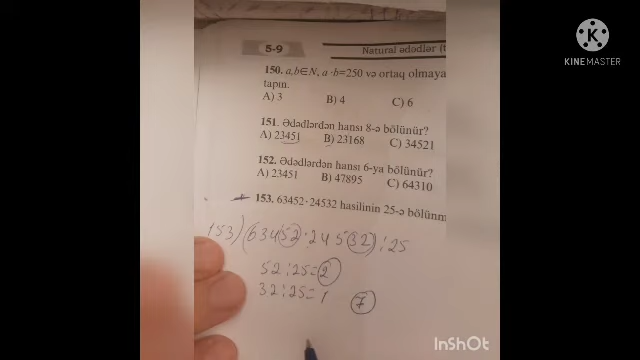 KINEMASTER
5-9
Natural ədədlər (
150. a,b∈N, a·b=250 və ortaq olmaya
tapın.
A) 3 B) 4 C) 6
151. Ədədlərdən hansı 8-ə bölünür?
A) 23451 B) 23168 C) 34521
152. Ədədlərdən hansı 6-ya bölünür?
A) 23451 B) 47895 C) 64310
153. 63452·24532 hasilinin 25-ə bölünm
153) (63452·24532):25
52:25=2
32:25=1 7
InShOt